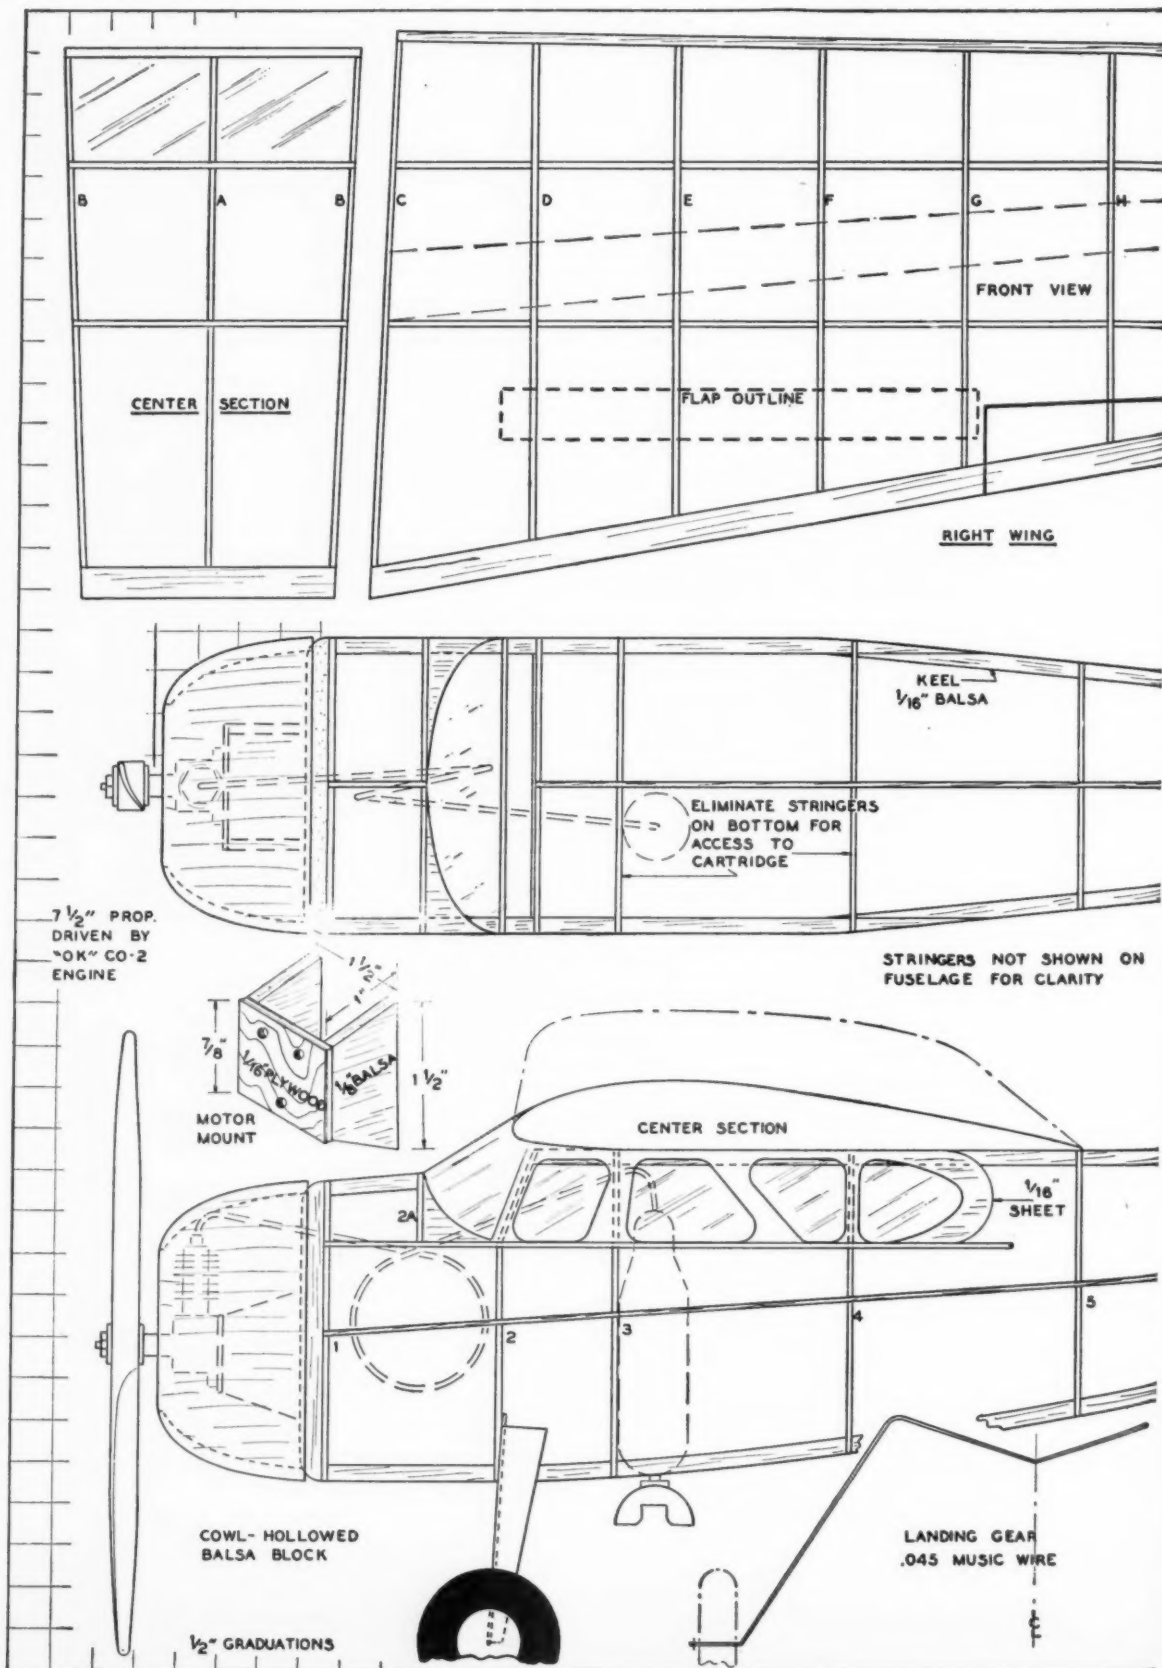 B
A
B
C
D
E
F
G
H
FRONT VIEW
CENTER SECTION
FLAP OUTLINE
RIGHT WING
KEEL
1/16" BALSA
ELIMINATE STRINGERS
ON BOTTOM FOR
ACCESS TO
CARTRIDGE
7 1/2" PROP.
DRIVEN BY
"OK" CO-2
ENGINE
STRINGERS NOT SHOWN ON
FUSELAGE FOR CLARITY
1 1/2"
1"
7/8"
1/16" PLYWOOD
1/8" BALSA
1 1/2"
MOTOR
MOUNT
CENTER SECTION
1/16"
SHEET
2A
1
2
3
4
5
COWL- HOLLOWED
BALSA BLOCK
LANDING GEAR
.045 MUSIC WIRE
℄
1/2" GRADUATIONS